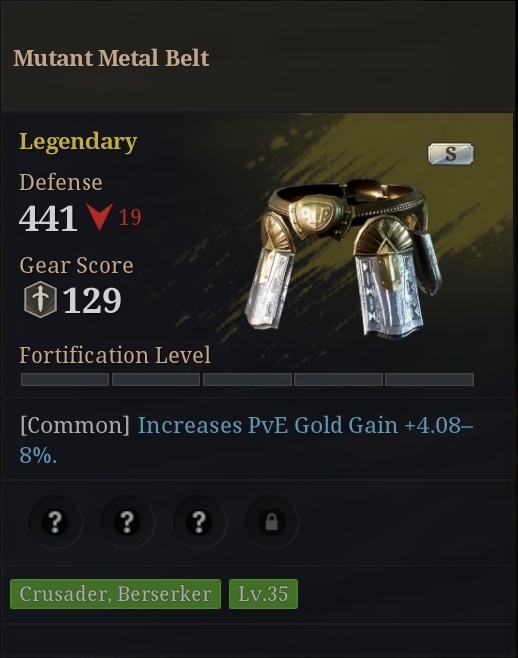 Mutant Metal Belt
Legendary
S
Defense
441 19
Gear Score
129
Fortification Level
[Common] Increases PvE Gold Gain +4.08–
8%.
? ? ?
Crusader, Berserker Lv.35